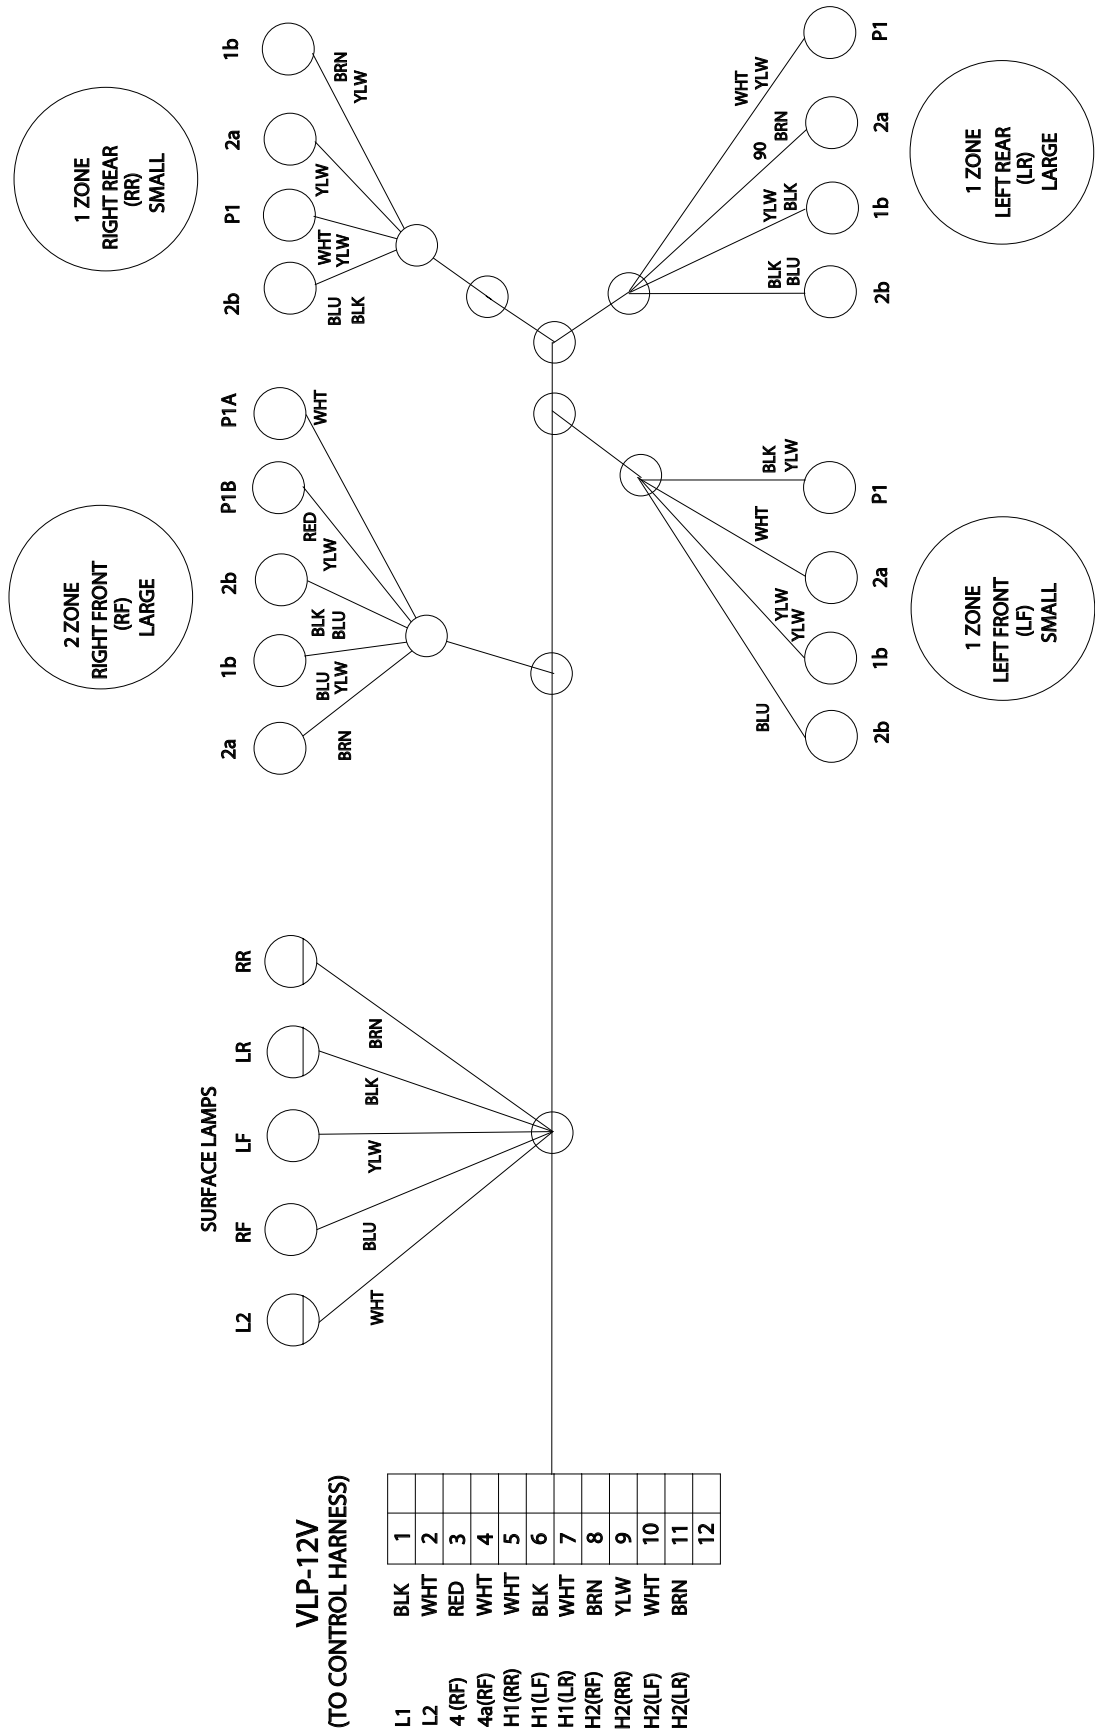 VLP-12V
(TO CONTROL HARNESS)
L1 BLK 1
L2 WHT 2
4 (RF) RED 3
4a(RF) WHT 4
H1(RR) WHT 5
H1(LF) BLK 6
H1(LR) WHT 7
H2(RF) BRN 8
H2(RR) YLW 9
H2(LF) WHT 10
H2(LR) BRN 11
12
SURFACE LAMPS
L2
RF
LF
LR
RR
WHT
BLU
YLW
BLK
BRN
2 ZONE
RIGHT FRONT
(RF)
LARGE
2a
1b
2b
P1B
P1A
BRN
BLU
YLW
BLK
BLU
RED
YLW
WHT
1 ZONE
RIGHT REAR
(RR)
SMALL
2b
P1
2a
1b
BLU
BLK
WHT
YLW
YLW
BRN
YLW
BLU
YLW
YLW
WHT
BLK
YLW
2b
1b
2a
P1
1 ZONE
LEFT FRONT
(LF)
SMALL
BLK
BLU
YLW
BLK
90
BRN
WHT
YLW
2b
1b
2a
P1
1 ZONE
LEFT REAR
(LR)
LARGE